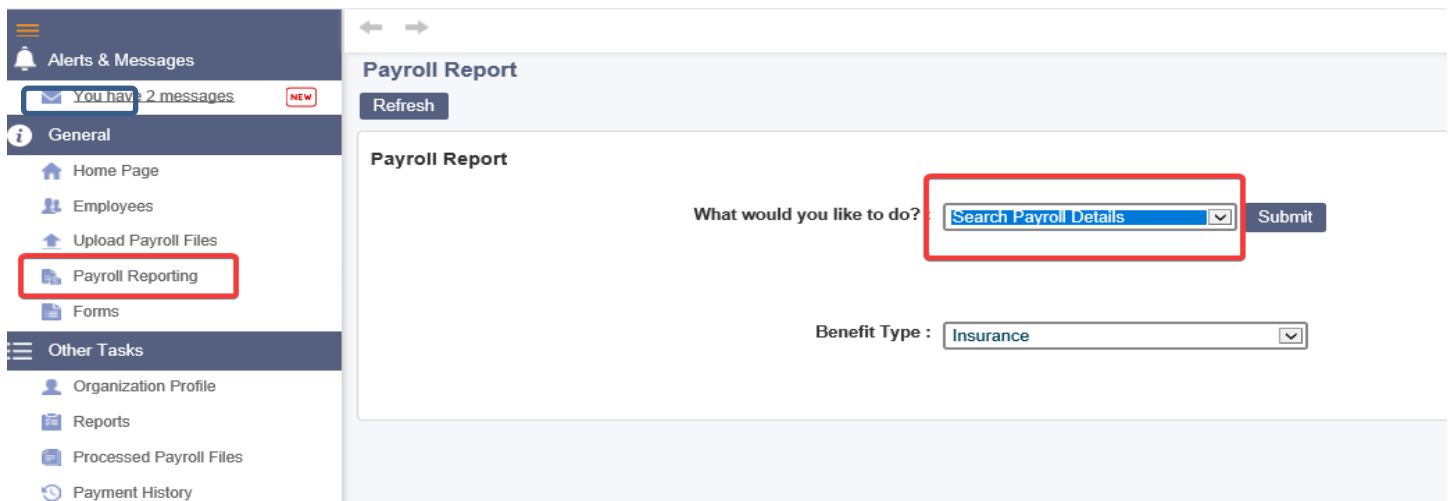 Alerts & Messages
You have 2 messages
NEW
General
Home Page
Employees
Upload Payroll Files
Payroll Reporting
Forms
Other Tasks
Organization Profile
Reports
Processed Payroll Files
Payment History
Payroll Report
Refresh
Payroll Report
What would you like to do? : Search Payroll Details Submit
Benefit Type : Insurance